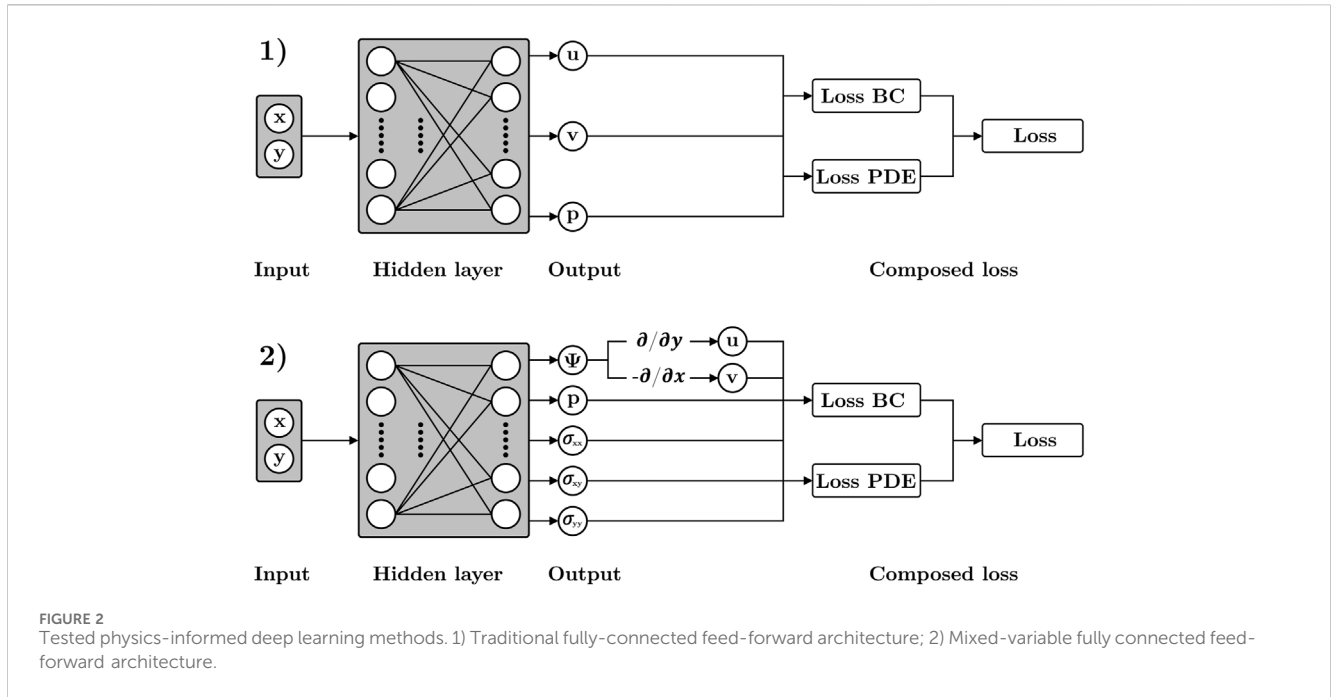 1)
x
y
u
v
p
Loss BC
Loss PDE
Loss
Input Hidden layer Output Composed loss
2)
x
y
Ψ
∂/∂y u
-∂/∂x v
p
σxx
σxy
σyy
Loss BC
Loss PDE
Loss
Input Hidden layer Output Composed loss
FIGURE 2
Tested physics-informed deep learning methods. 1) Traditional fully-connected feed-forward architecture; 2) Mixed-variable fully connected feed-
forward architecture.